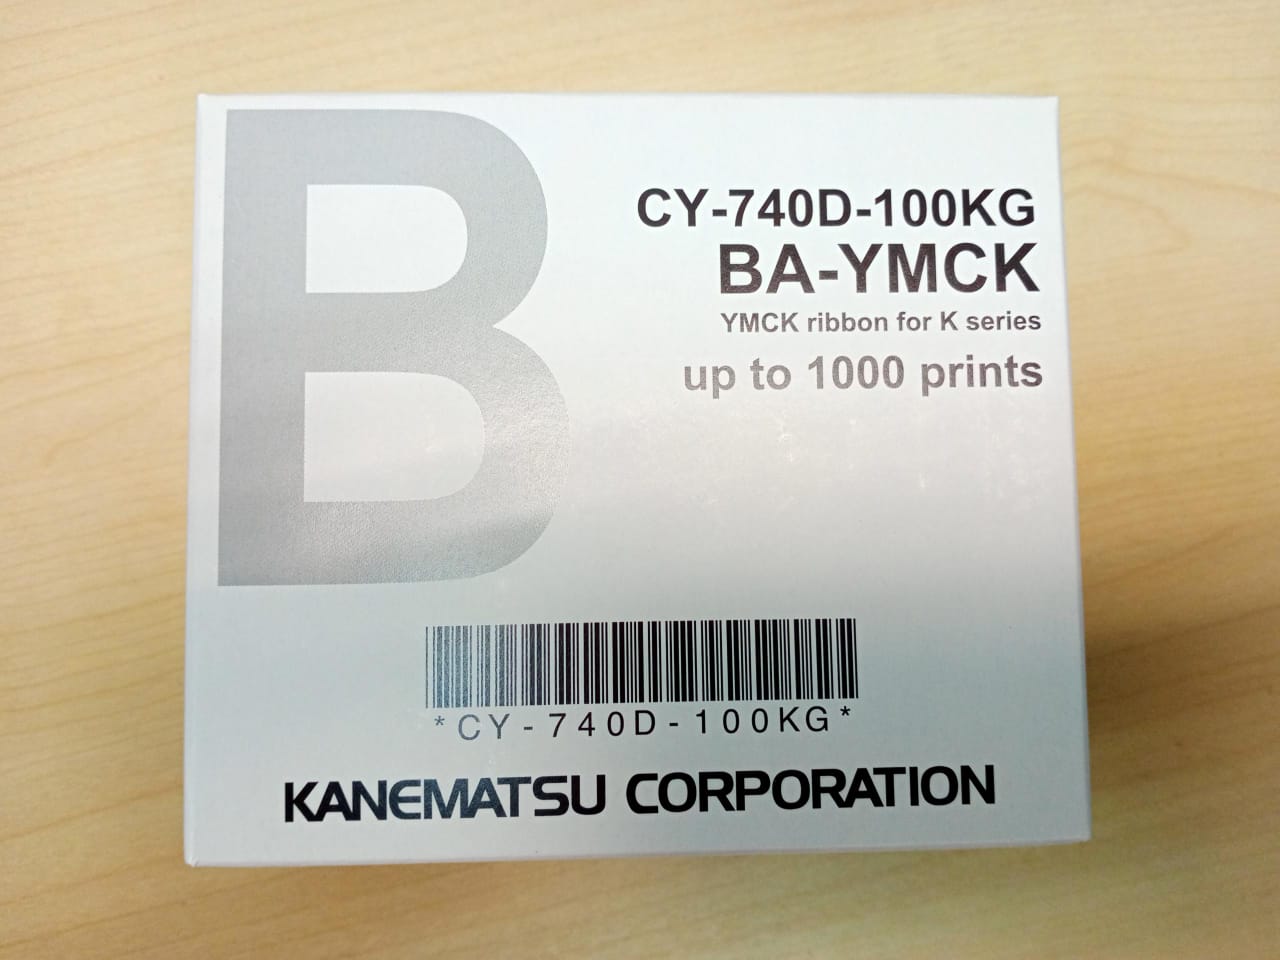 B
CY-740D-100KG
BA-YMCK
YMCK ribbon for K series
up to 1000 prints
*CY-740D-100KG*
KANEMATSU CORPORATION